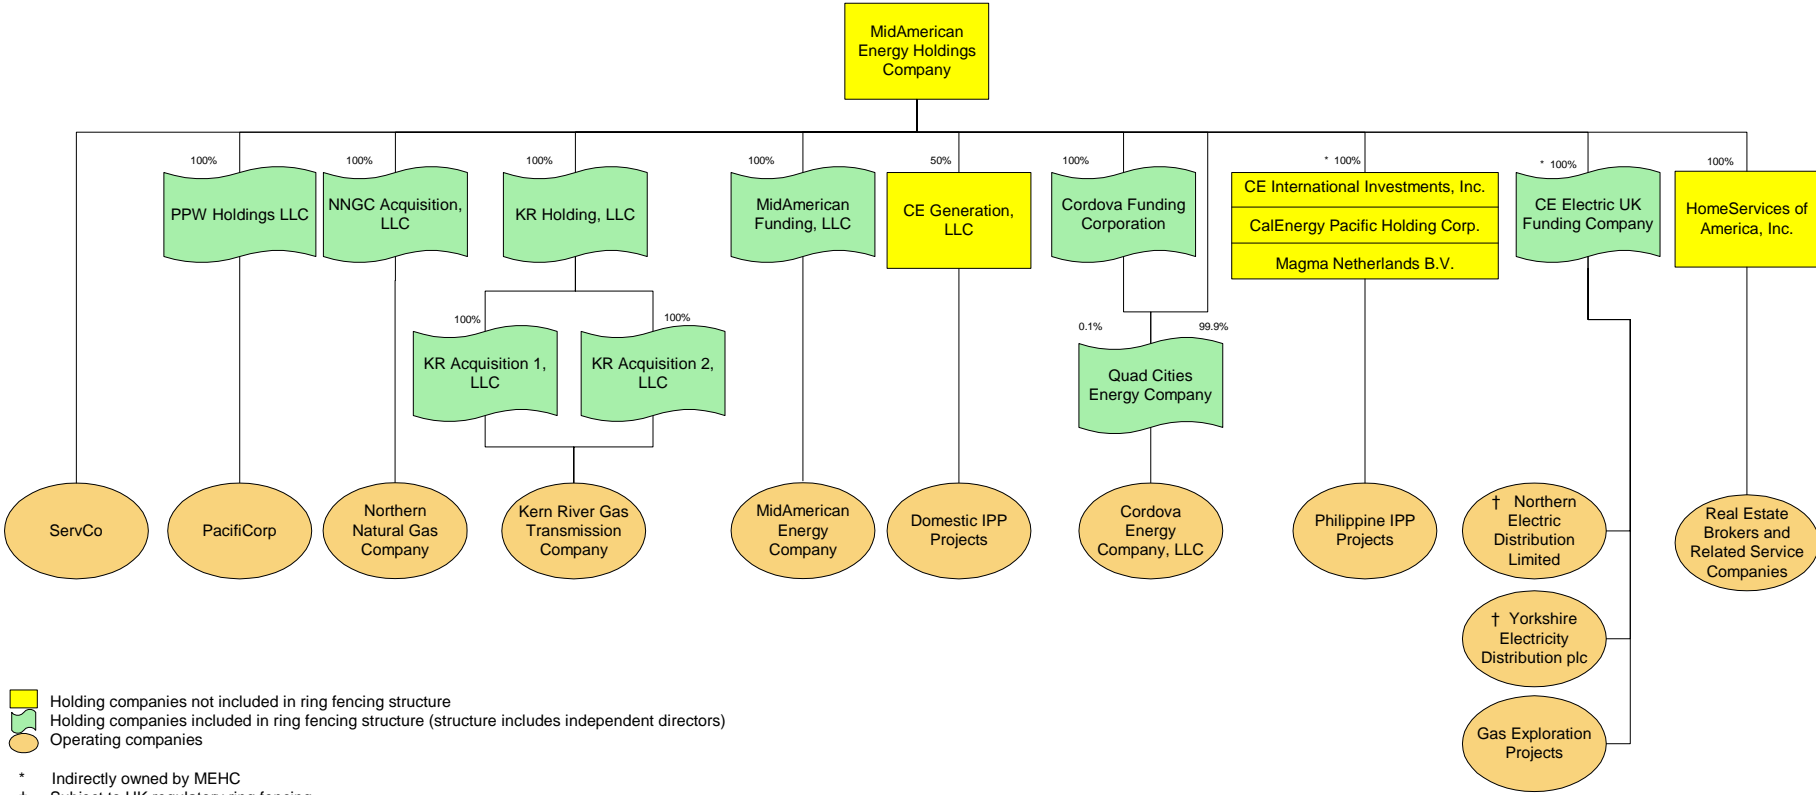 MidAmerican
Energy Holdings
Company
100%
100%
100%
100%
50%
100%
* 100%
* 100%
100%
PPW Holdings LLC
NNGC Acquisition,
LLC
KR Holding, LLC
MidAmerican
Funding, LLC
CE Generation,
LLC
Cordova Funding
Corporation
CE International Investments, Inc.
CalEnergy Pacific Holding Corp.
Magma Netherlands B.V.
CE Electric UK
Funding Company
HomeServices of
America, Inc.
100%
100%
0.1%
99.9%
KR Acquisition 1,
LLC
KR Acquisition 2,
LLC
Quad Cities
Energy Company
ServCo
PacifiCorp
Northern
Natural Gas
Company
Kern River Gas
Transmission
Company
MidAmerican
Energy
Company
Domestic IPP
Projects
Cordova
Energy
Company, LLC
Philippine IPP
Projects
† Northern
Electric
Distribution
Limited
Real Estate
Brokers and
Related Service
Companies
† Yorkshire
Electricity
Distribution plc
Gas Exploration
Projects
Holding companies not included in ring fencing structure
Holding companies included in ring fencing structure (structure includes independent directors)
Operating companies
* Indirectly owned by MEHC
† Subject to UK regulatory ring fencing